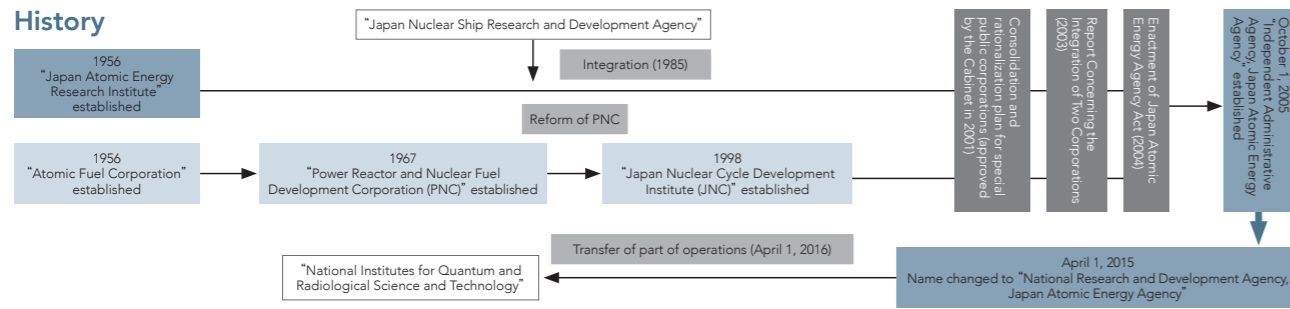 History
“Japan Nuclear Ship Research and Development Agency”
Integration (1985)
1956
“Japan Atomic Energy
Research Institute”
established
Reform of PNC
1956
“Atomic Fuel Corporation”
established
1967
“Power Reactor and Nuclear Fuel
Development Corporation (PNC)” established
1998
“Japan Nuclear Cycle Development
Institute (JNC)” established
Consolidation and
rationalization plan for special
public corporations (approved
by the Cabinet in 2001)
Report Concerning the
Integration of Two Corporations
(2003)
Enactment of Japan Atomic
Energy Agency Act (2004)
October 1, 2005
“Independent Administrative
Agency, Japan Atomic Energy
Agency” established
April 1, 2015
Name changed to “National Research and Development Agency,
Japan Atomic Energy Agency”
Transfer of part of operations (April 1, 2016)
“National Institutes for Quantum and
Radiological Science and Technology”